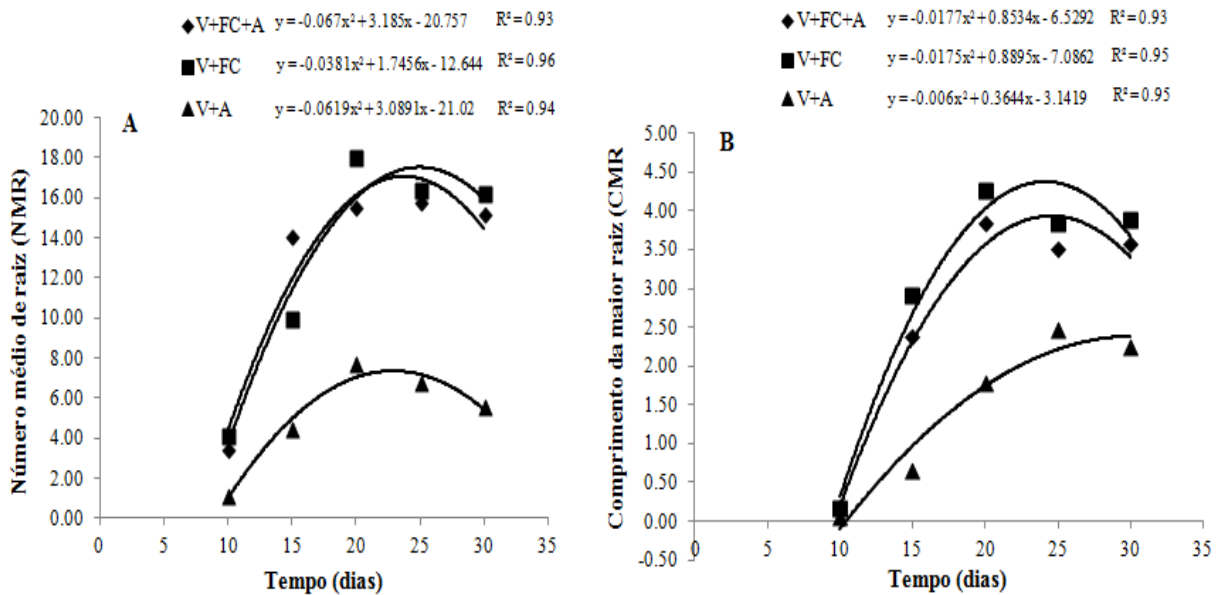 V+FC+A y = -0.067x² + 3.185x - 20.757 R² = 0.93
V+FC y = -0.0381x² + 1.7456x - 12.644 R² = 0.96
V+A y = -0.0619x² + 3.0891x - 21.02 R² = 0.94
A
Número médio de raiz (NMR)
20.00
18.00
16.00
14.00
12.00
10.00
8.00
6.00
4.00
2.00
0.00
0 5 10 15 20 25 30 35
Tempo (dias)
V+FC+A y = -0.0177x² + 0.8534x - 6.5292 R² = 0.93
V+FC y = -0.0175x² + 0.8895x - 7.0862 R² = 0.95
V+A y = -0.006x² + 0.3644x - 3.1419 R² = 0.95
B
Comprimento da maior raiz (CMR
5.00
4.50
4.00
3.50
3.00
2.50
2.00
1.50
1.00
0.50
0.00
-0.50
0 5 10 15 20 25 30 35
Tempo (dias)